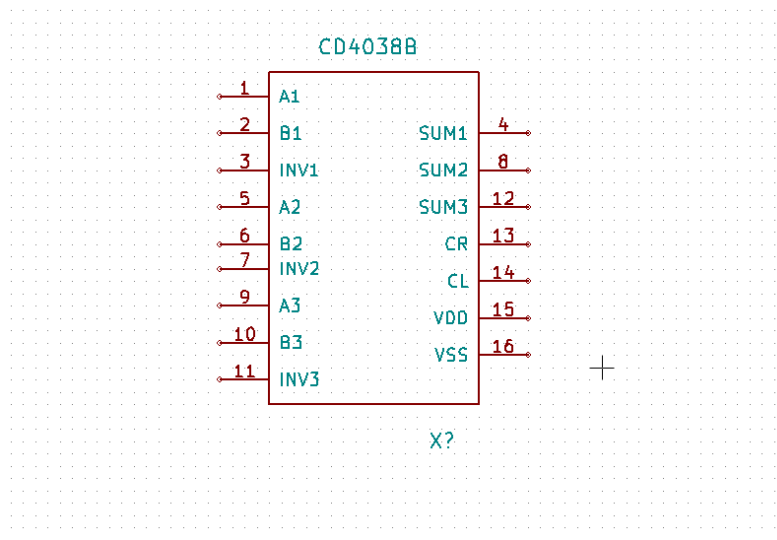 CD4038B
1 A1
2 B1 SUM1 4
3 INV1 SUM2 8
5 A2 SUM3 12
6 B2 CR 13
7 INV2
CL 14
9 A3
VDD 15
10 B3
VSS 16
11 INV3
X?